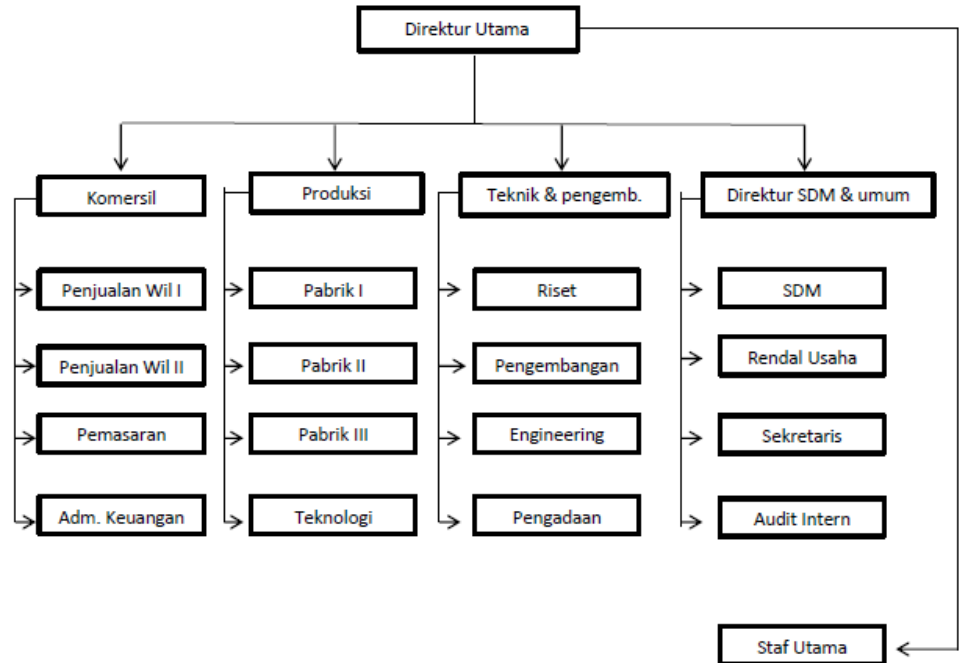 Direktur Utama
Komersil
Produksi
Teknik & pengemb.
Direktur SDM & umum
Penjualan Wil I
Pabrik I
Riset
SDM
Penjualan Wil II
Pabrik II
Pengembangan
Rendal Usaha
Pemasaran
Pabrik III
Engineering
Sekretaris
Adm. Keuangan
Teknologi
Pengadaan
Audit Intern
Staf Utama